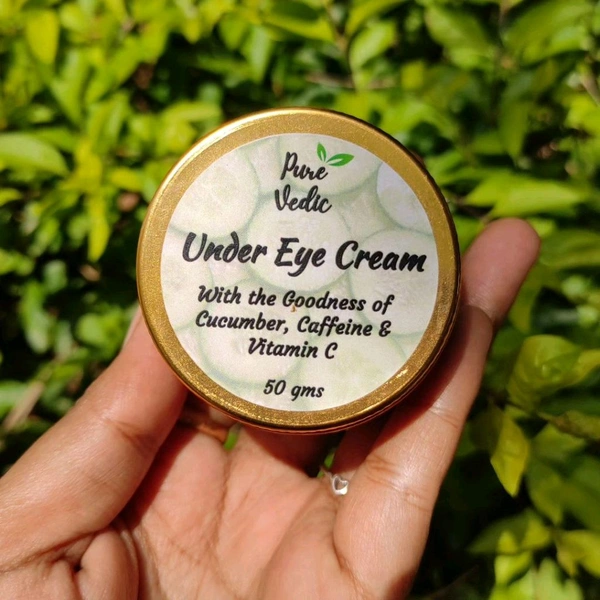 Pure
Vedic
Under Eye Cream
With the Goodness of
Cucumber, Caffeine &
Vitamin C
50 gms